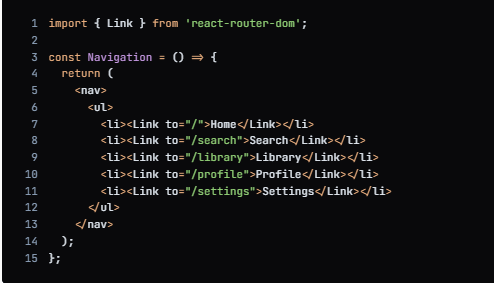 1 import { Link } from 'react-router-dom';
2
3 const Navigation = () => {
4   return (
5     <nav>
6       <ul>
7         <li><Link to="/">Home</Link></li>
8         <li><Link to="/search">Search</Link></li>
9         <li><Link to="/library">Library</Link></li>
10         <li><Link to="/profile">Profile</Link></li>
11         <li><Link to="/settings">Settings</Link></li>
12       </ul>
13     </nav>
14   );
15 };